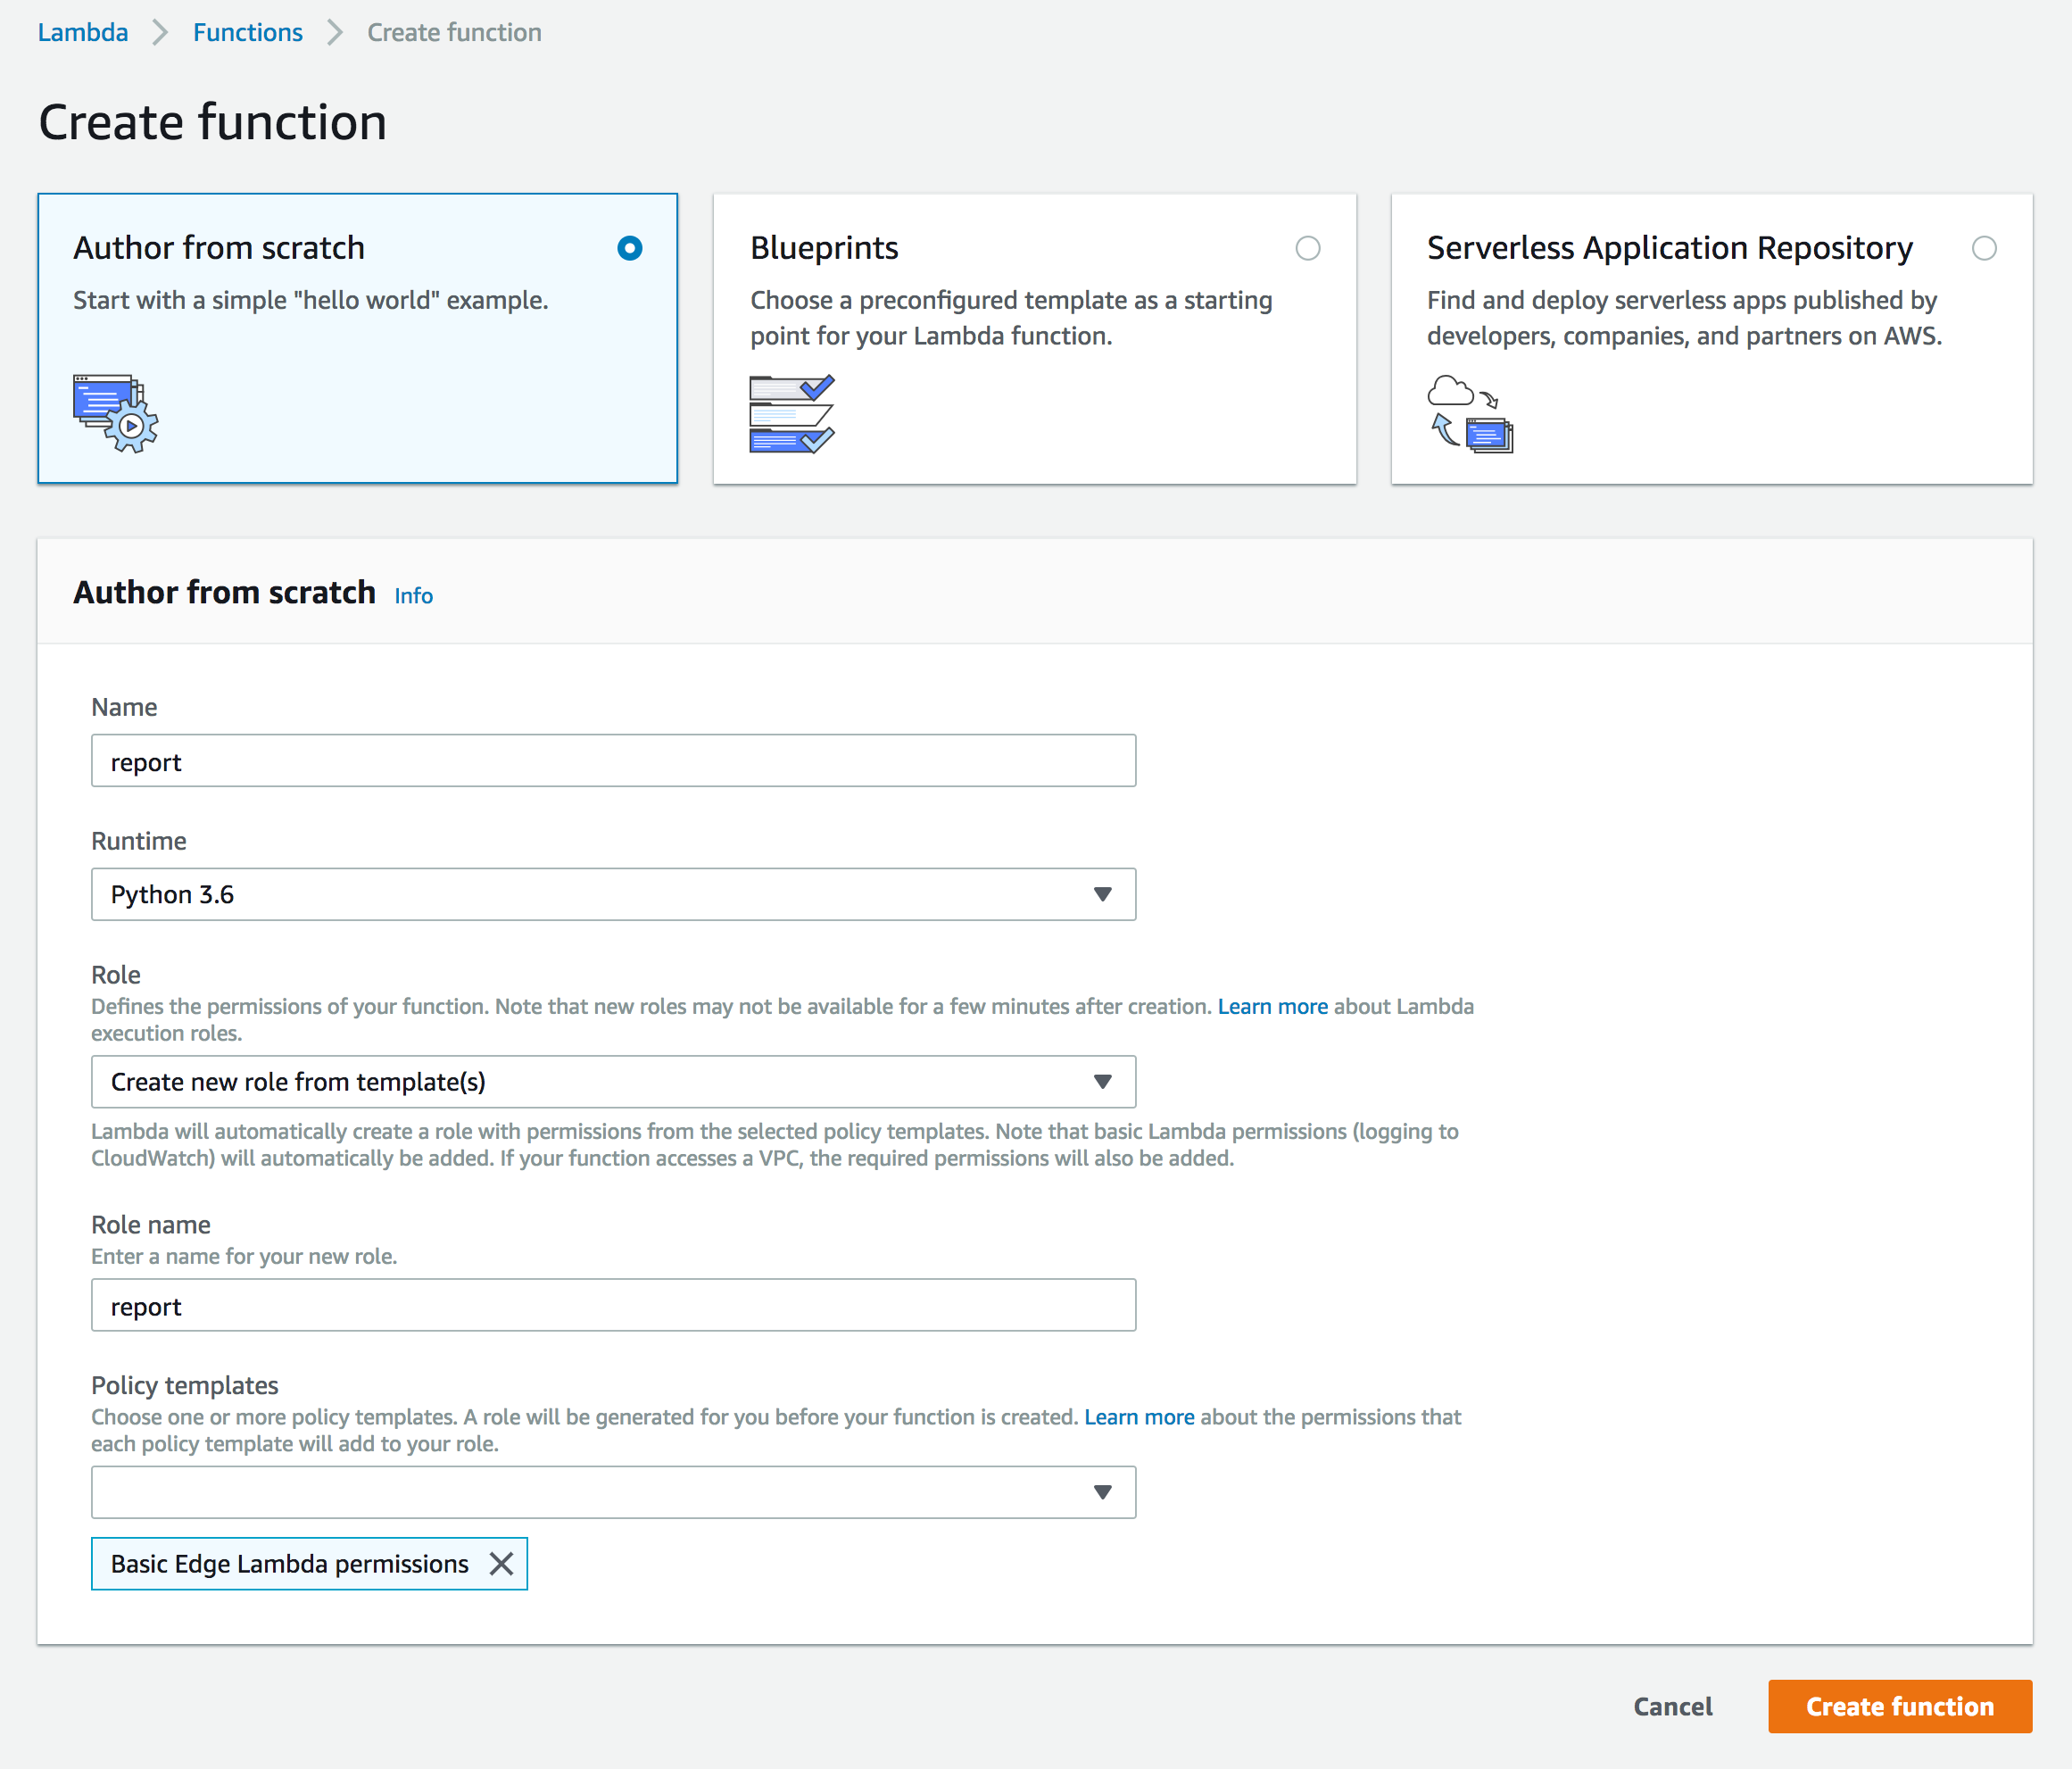 Lambda > Functions > Create function
Create function
Author from scratch
Start with a simple "hello world" example.
Blueprints
Choose a preconfigured template as a starting
point for your Lambda function.
Serverless Application Repository
Find and deploy serverless apps published by
developers, companies, and partners on AWS.
Author from scratch Info
Name
report
Runtime
Python 3.6
Role
Defines the permissions of your function. Note that new roles may not be available for a few minutes after creation. Learn more about Lambda
execution roles.
Create new role from template(s)
Lambda will automatically create a role with permissions from the selected policy templates. Note that basic Lambda permissions (logging to
CloudWatch) will automatically be added. If your function accesses a VPC, the required permissions will also be added.
Role name
Enter a name for your new role.
report
Policy templates
Choose one or more policy templates. A role will be generated for you before your function is created. Learn more about the permissions that
each policy template will add to your role.
Basic Edge Lambda permissions
Cancel
Create function